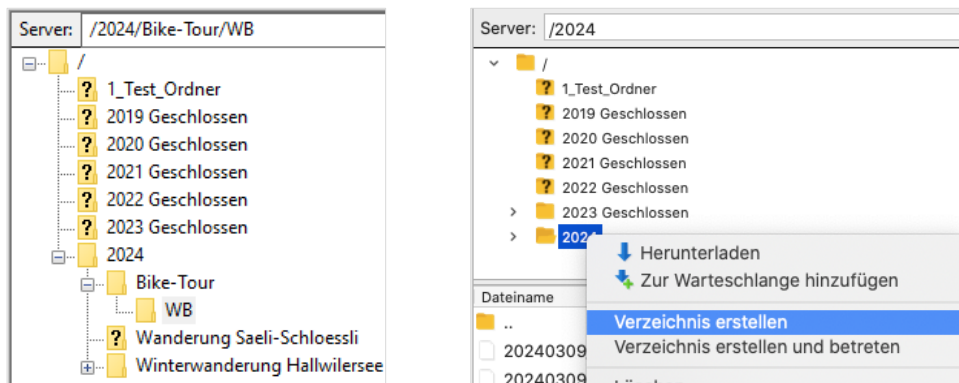 Server: /2024/Bike-Tour/WB
/
1_Test_Ordner
2019 Geschlossen
2020 Geschlossen
2021 Geschlossen
2022 Geschlossen
2023 Geschlossen
2024
Bike-Tour
WB
Wanderung Saeli-Schloessli
Winterwanderung Hallwilersee
Server: /2024
/
1_Test_Ordner
2019 Geschlossen
2020 Geschlossen
2021 Geschlossen
2022 Geschlossen
2023 Geschlossen
2024
Herunterladen
Zur Warteschlange hinzufügen
Verzeichnis erstellen
Verzeichnis erstellen und betreten
Dateiname
..
20240309
20240309